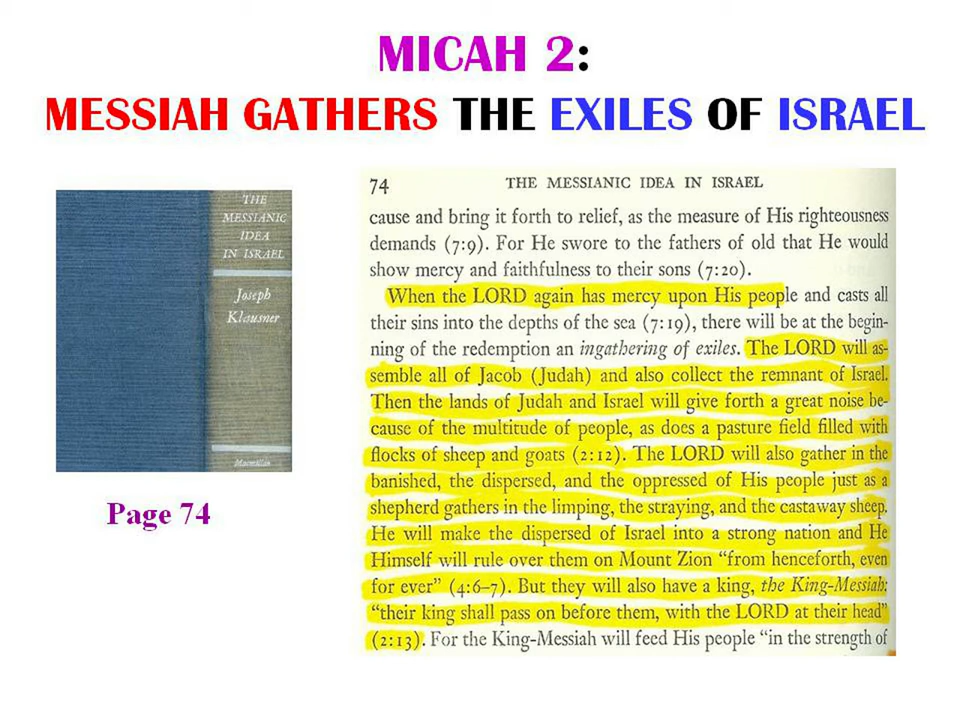 MICAH 2:
MESSIAH GATHERS THE EXILES OF ISRAEL
THE
MESSIANIC
IDEA
IN ISRAEL
Joseph
Klausner
Macmillan
Page 74
74 THE MESSIANIC IDEA IN ISRAEL
cause and bring it forth to relief, as the measure of His righteousness
demands (7:9). For He swore to the fathers of old that He would
show mercy and faithfulness to their sons (7:20).
When the LORD again has mercy upon His people and casts all
their sins into the depths of the sea (7:19), there will be at the begin-
ning of the redemption an ingathering of exiles. The LORD will as-
semble all of Jacob (Judah) and also collect the remnant of Israel.
Then the lands of Judah and Israel will give forth a great noise be-
cause of the multitude of people, as does a pasture field filled with
flocks of sheep and goats (2:12). The LORD will also gather in the
banished, the dispersed, and the oppressed of His people just as a
shepherd gathers in the limping, the straying, and the castaway sheep.
He will make the dispersed of Israel into a strong nation and He
Himself will rule over them on Mount Zion “from henceforth, even
for ever” (4:6–7). But they will also have a king, the King-Messiah:
“their king shall pass on before them, with the LORD at their head”
(2:13). For the King-Messiah will feed His people “in the strength of